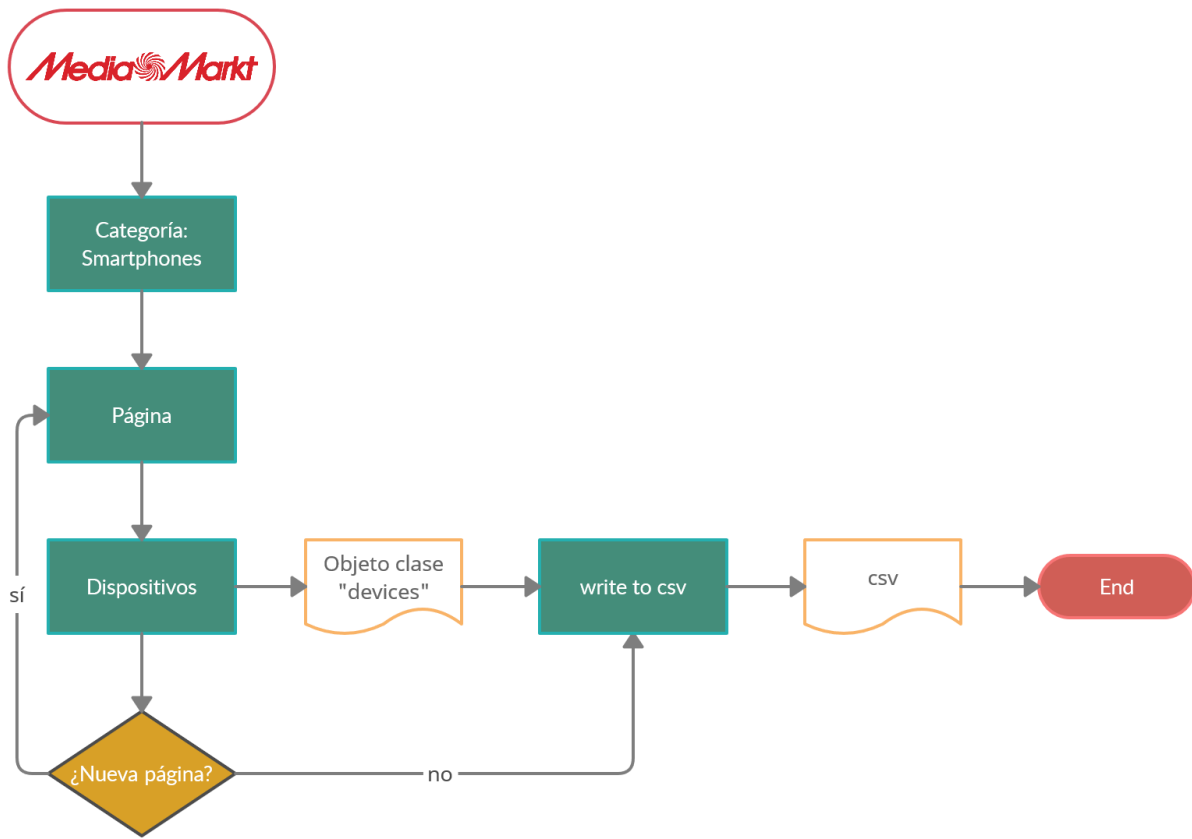 MediaMarkt
Categoría:
Smartphones
Página
Dispositivos
Objeto clase
"devices"
write to csv
csv
End
sí
¿Nueva página?
no